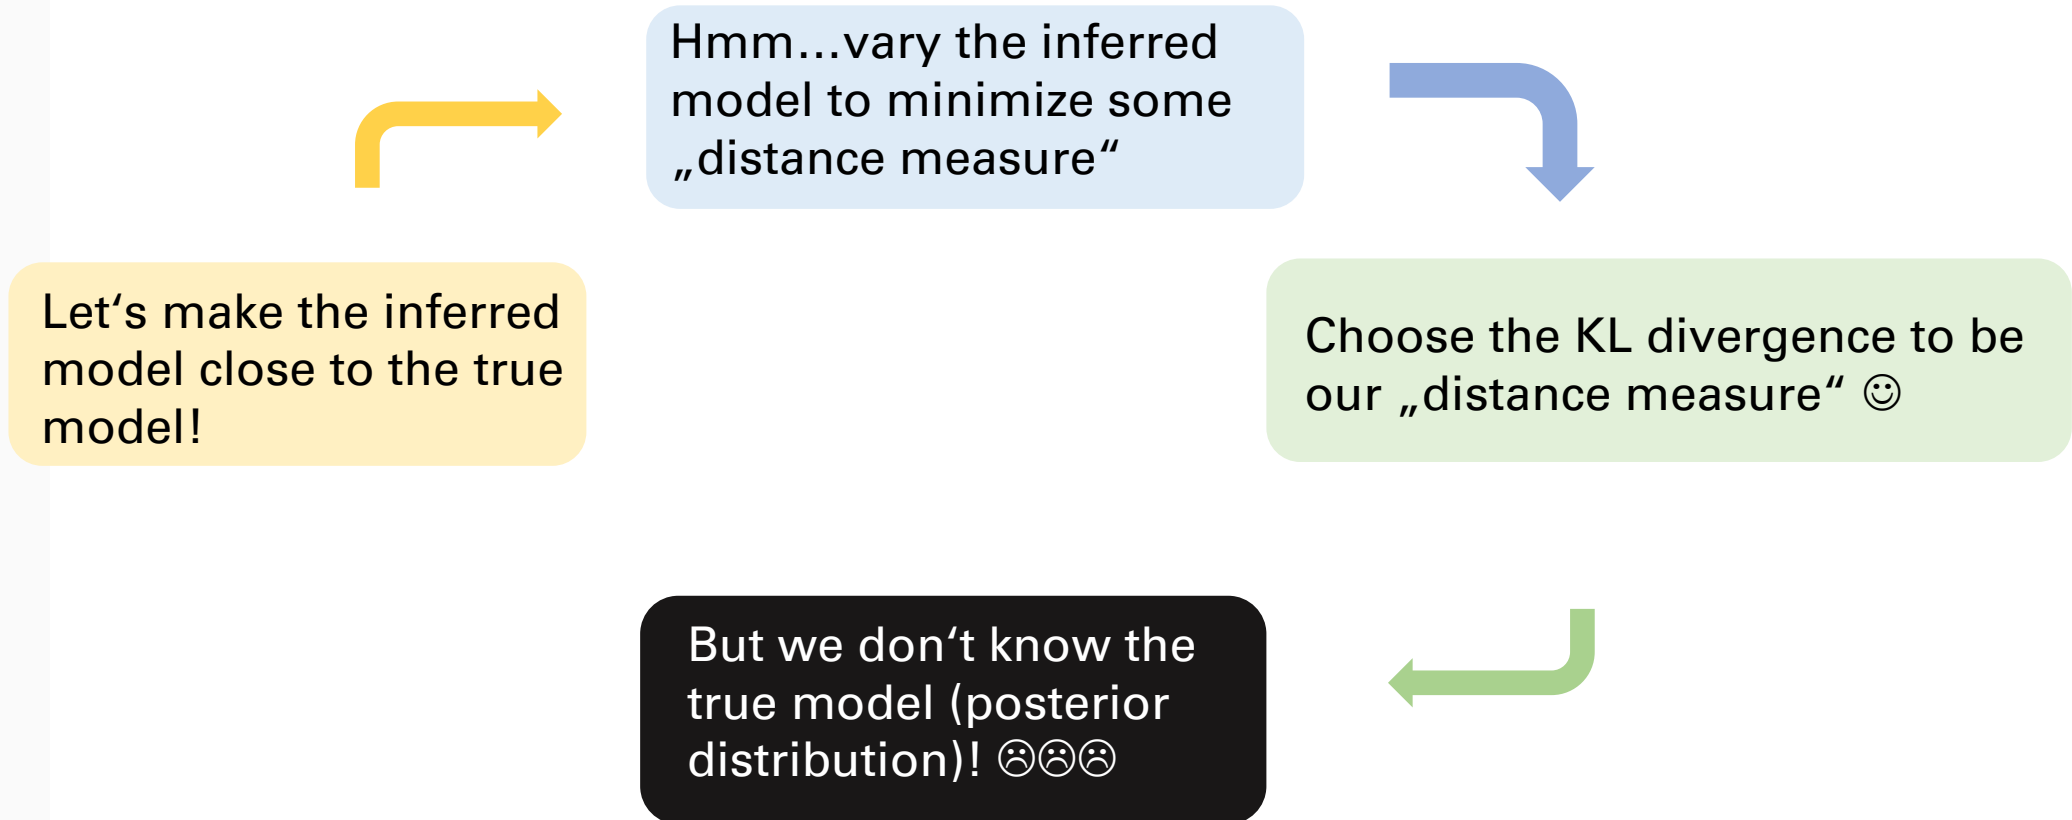 Hmm...vary the inferred
model to minimize some
„distance measure“
Let‘s make the inferred
model close to the true
model!
Choose the KL divergence to be
our „distance measure“ ☺
But we don‘t know the
true model (posterior
distribution)! ☹☹☹